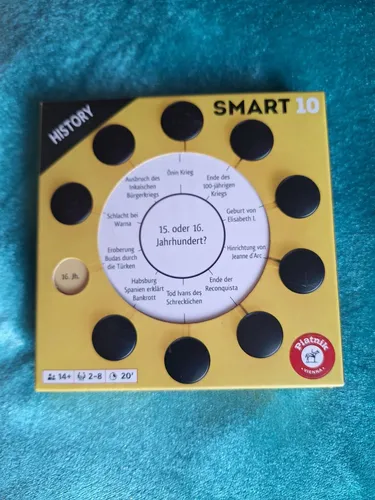 HISTORY
SMART 10
Önin Krieg
Ende des
100-jährigen
Kriegs
Geburt von
Elisabeth I.
Hinrichtung von
Jeanne d'Arc
Ende der
Reconquista
Tod Ivans des
Schrecklichen
Habsburg
Spanien erklärt
Bankrott
Eroberung
Budas durch
die Türken
Schlacht bei
Warna
Ausbruch des
Inkaischen
Bürgerkriegs
15. oder 16.
Jahrhundert?
16. Jh.
14+
2-8
20'
Piatnik
VIENNA